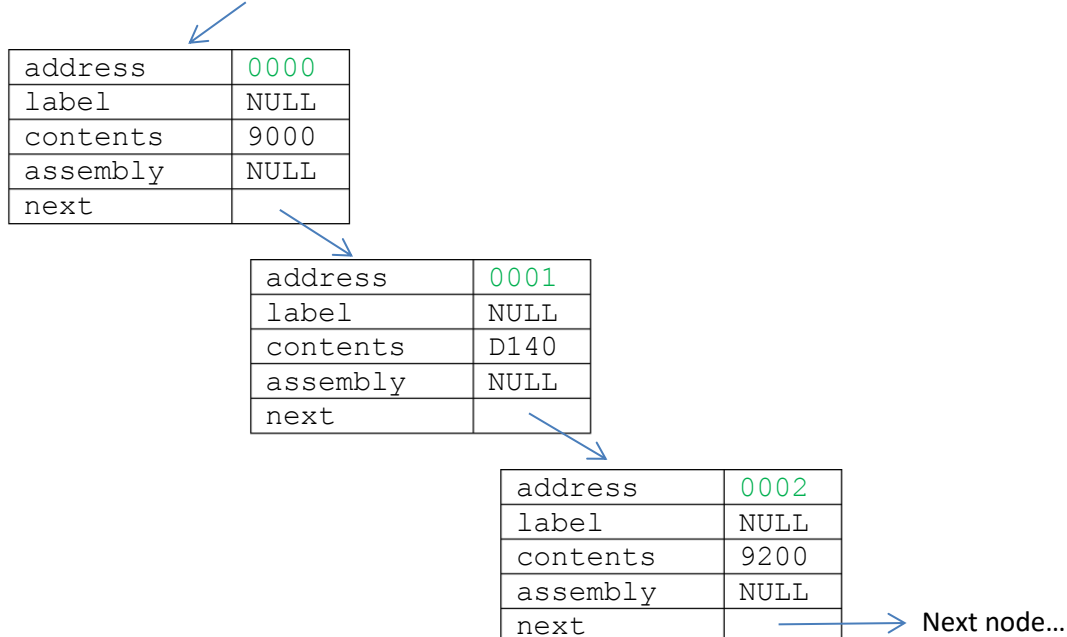 address 0000
label NULL
contents 9000
assembly NULL
next
address 0001
label NULL
contents D140
assembly NULL
next
address 0002
label NULL
contents 9200
assembly NULL
next
Next node…